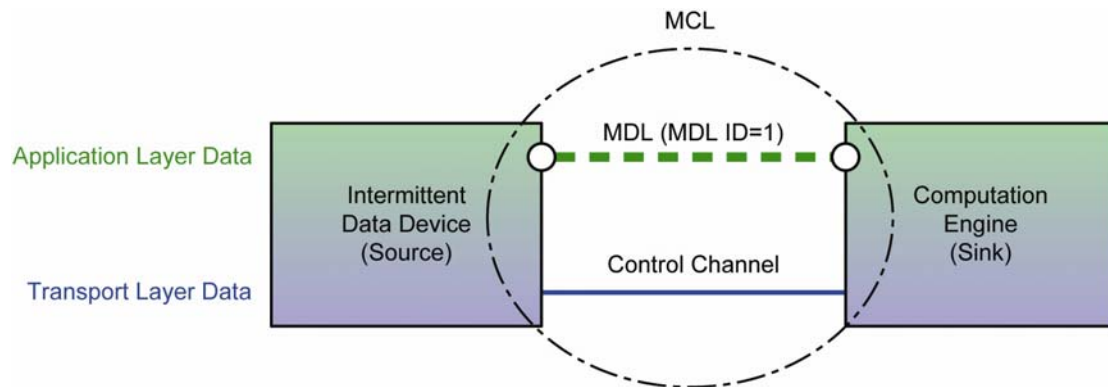 MCL
MDL (MDL ID=1)
Application Layer Data
Intermittent
Data Device
(Source)
Computation
Engine
(Sink)
Control Channel
Transport Layer Data